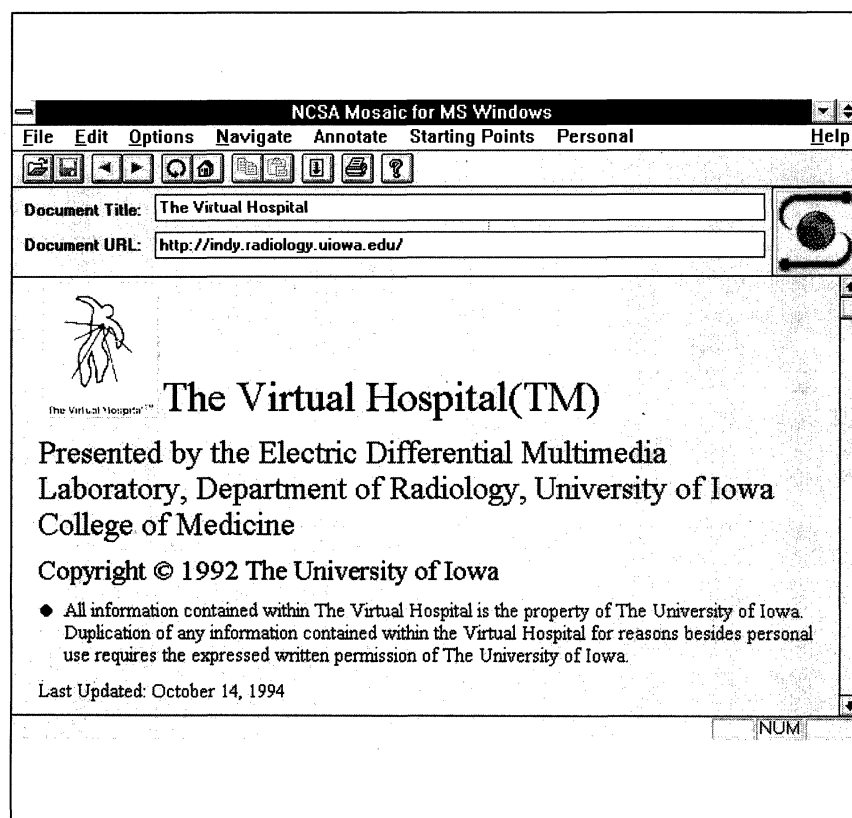 NCSA Mosaic for MS Windows
File Edit Options Navigate Annotate Starting Points Personal Help
Document Title: The Virtual Hospital
Document URL: http://indy.radiology.uiowa.edu/
The Virtual Hospital™
The Virtual Hospital(TM)
Presented by the Electric Differential Multimedia
Laboratory, Department of Radiology, University of Iowa
College of Medicine
Copyright © 1992 The University of Iowa
● All information contained within The Virtual Hospital is the property of The University of Iowa.
Duplication of any information contained within the Virtual Hospital for reasons besides personal
use requires the expressed written permission of The University of Iowa.
Last Updated: October 14, 1994
NUM